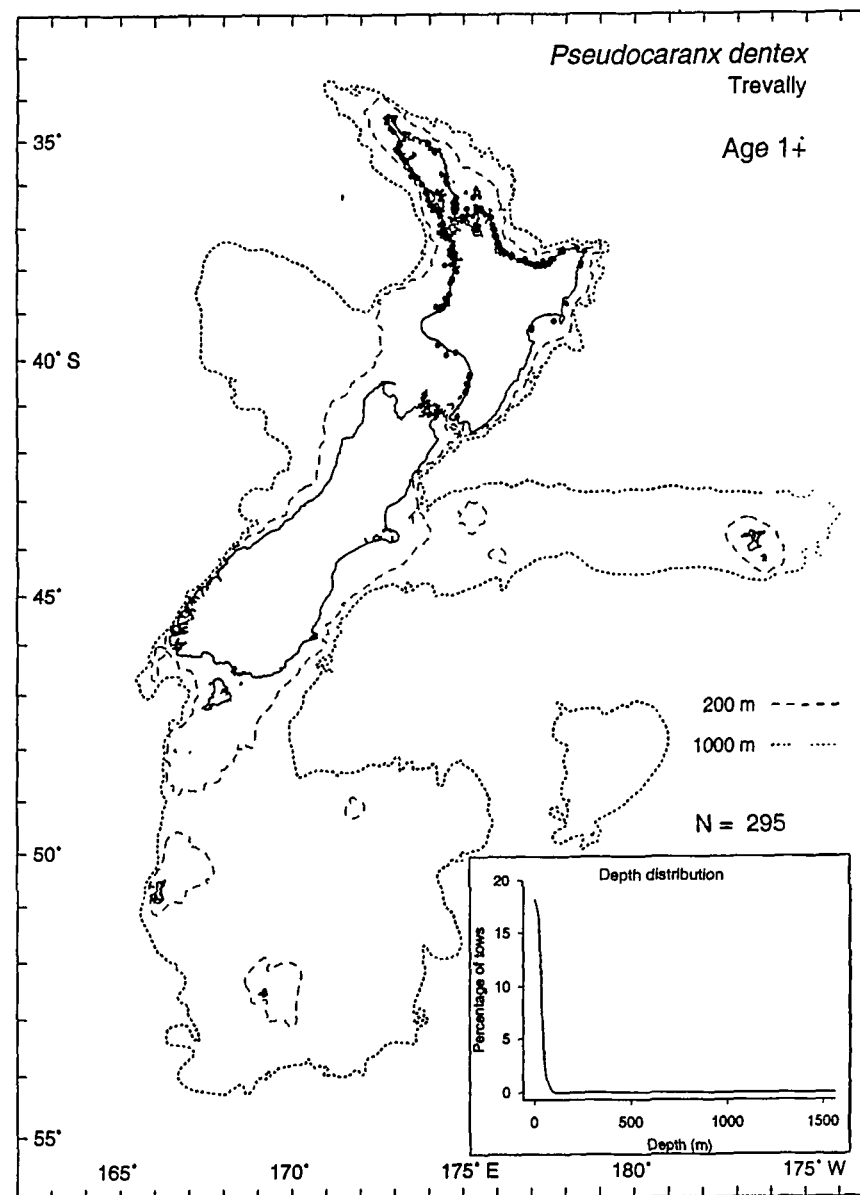 Pseudocaranx dentex
Trevally
Age 1+
35°
40° S
45°
50°
55°
165°
170°
175° E
180°
175° W
200 m
1000 m
N = 295
Depth distribution
Percentage of tows
20
15
10
5
0
0
500
1000
1500
Depth (m)